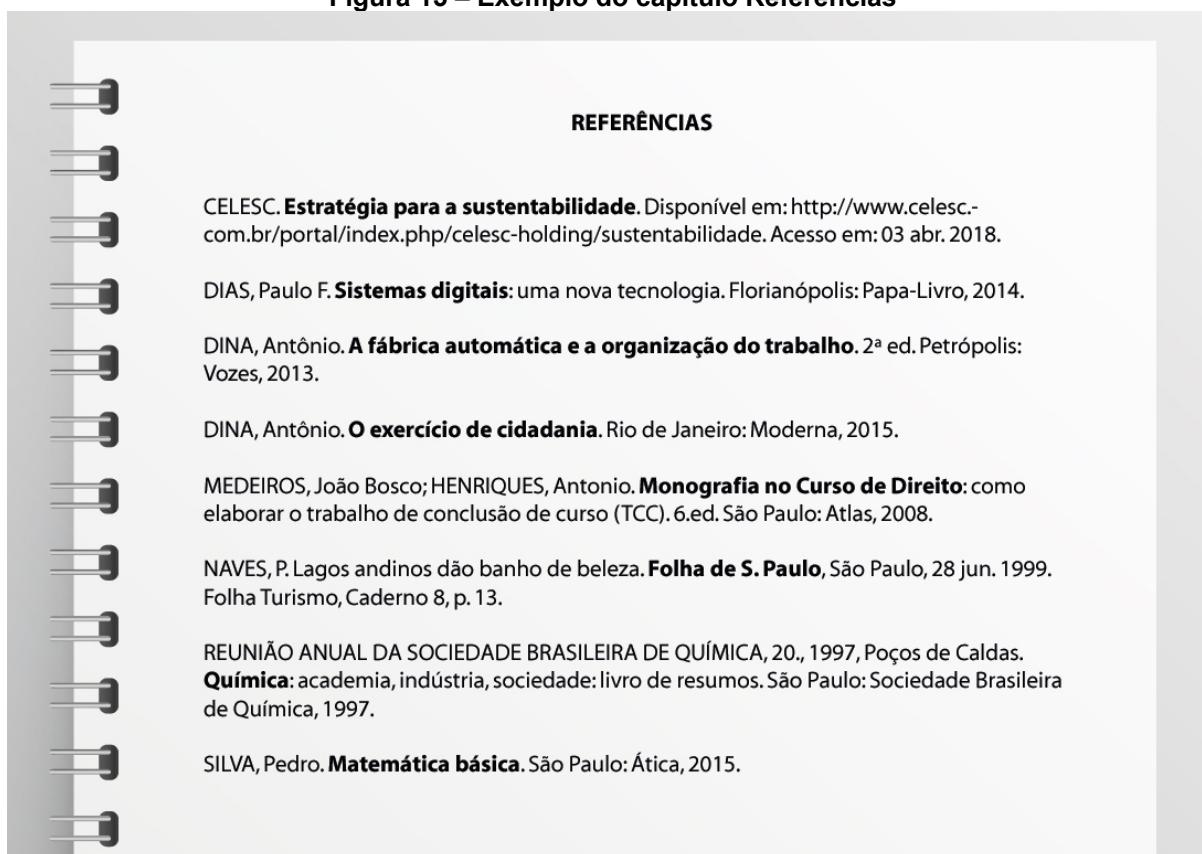 Figura 15 – Exemplo do capítulo Referências
REFERÊNCIAS
CELESC. Estratégia para a sustentabilidade. Disponível em: http://www.celesc.-
com.br/portal/index.php/celesc-holding/sustentabilidade. Acesso em: 03 abr. 2018.
DIAS, Paulo F. Sistemas digitais: uma nova tecnologia. Florianópolis: Papa-Livro, 2014.
DINA, Antônio. A fábrica automática e a organização do trabalho. 2ª ed. Petrópolis:
Vozes, 2013.
DINA, Antônio. O exercício de cidadania. Rio de Janeiro: Moderna, 2015.
MEDEIROS, João Bosco; HENRIQUES, Antonio. Monografia no Curso de Direito: como
elaborar o trabalho de conclusão de curso (TCC). 6.ed. São Paulo: Atlas, 2008.
NAVES, P. Lagos andinos dão banho de beleza. Folha de S. Paulo, São Paulo, 28 jun. 1999.
Folha Turismo, Caderno 8, p. 13.
REUNIÃO ANUAL DA SOCIEDADE BRASILEIRA DE QUÍMICA, 20., 1997, Poços de Caldas.
Química: academia, indústria, sociedade: livro de resumos. São Paulo: Sociedade Brasileira
de Química, 1997.
SILVA, Pedro. Matemática básica. São Paulo: Ática, 2015.